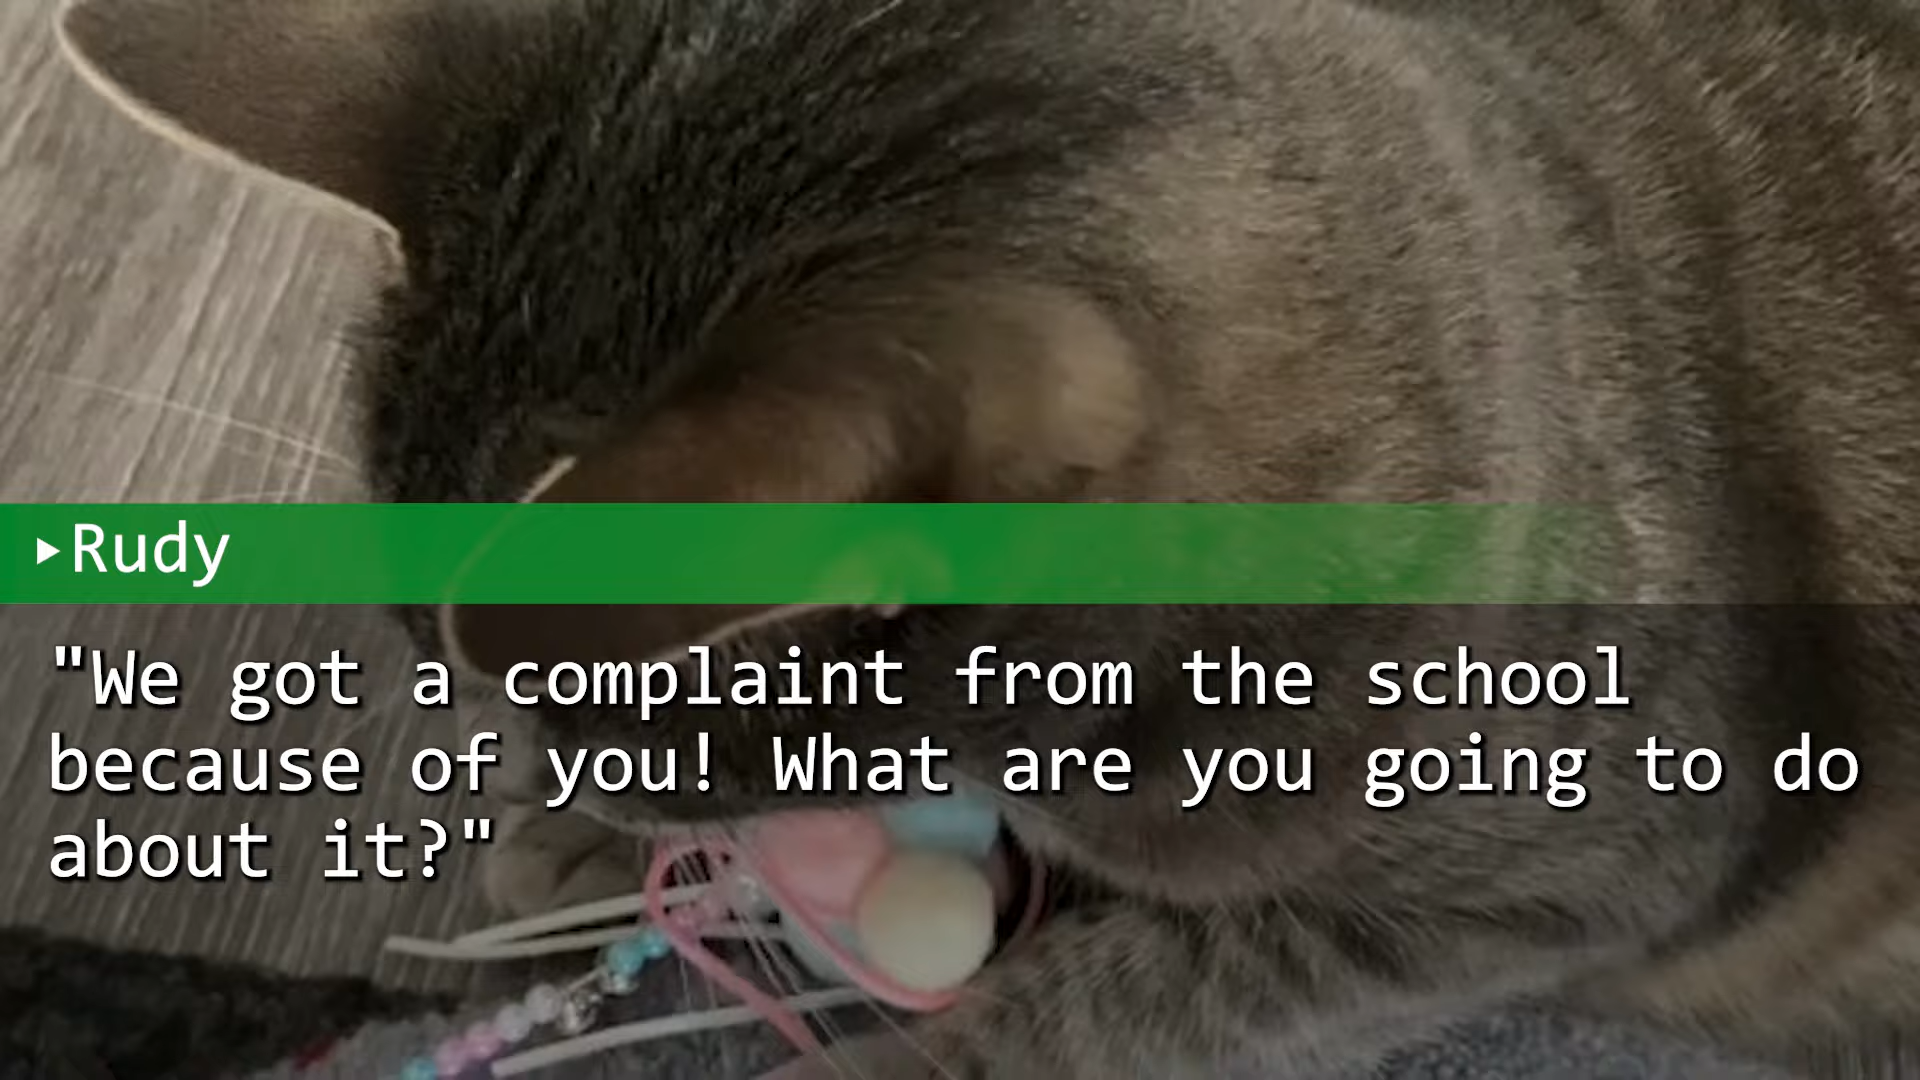 ▸Rudy
"We got a complaint from the school
because of you! What are you going to do
about it?"